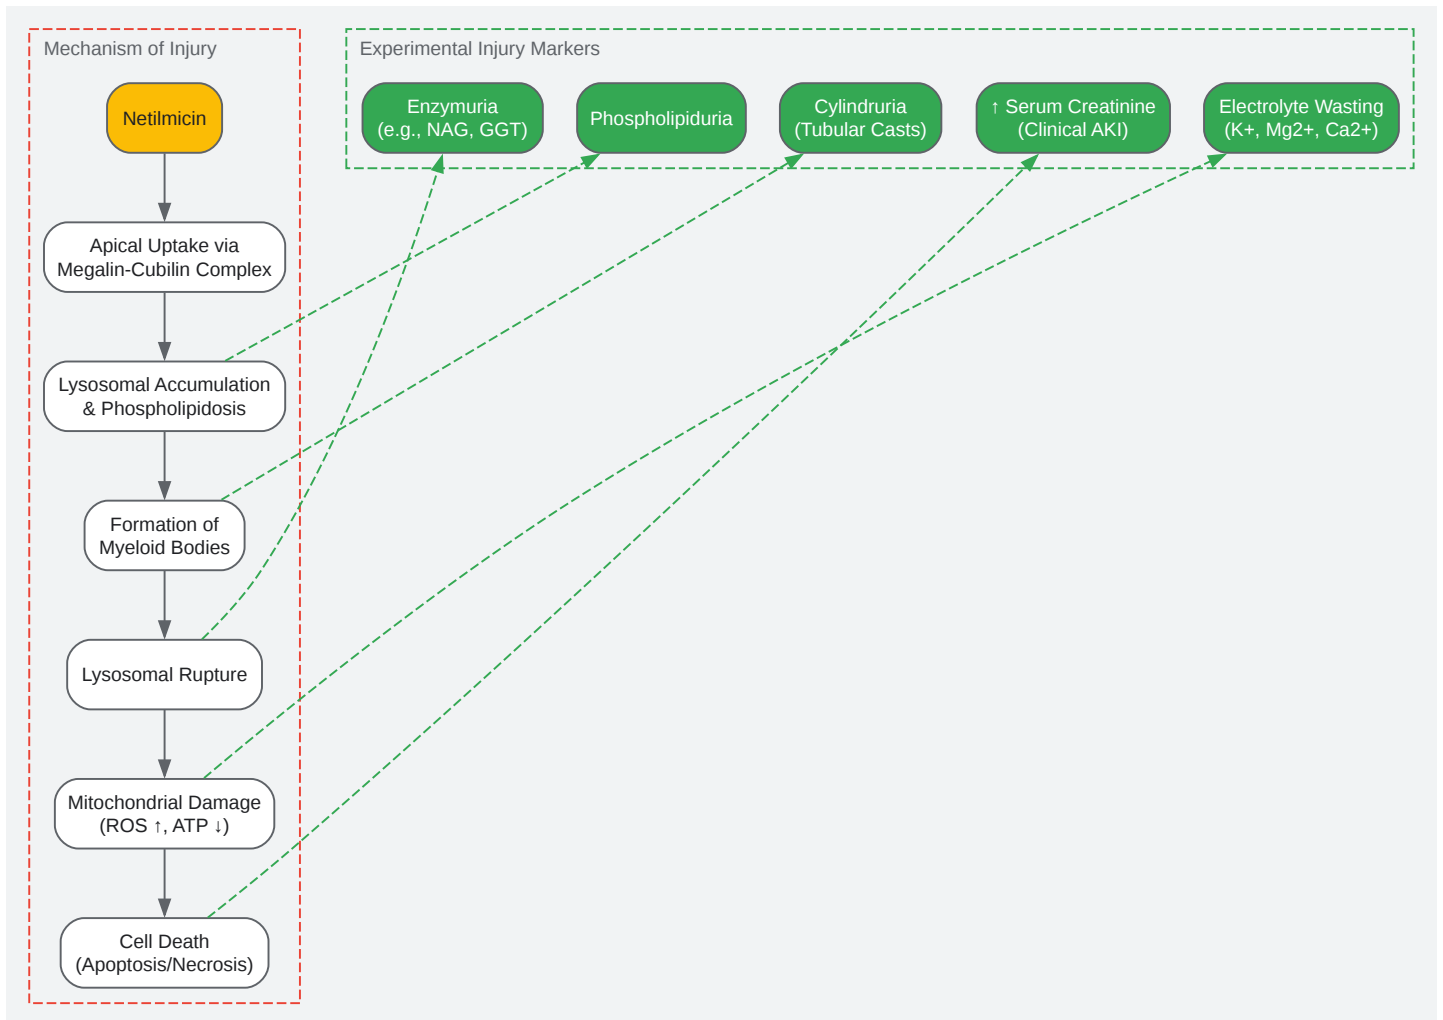 Mechanism of Injury
Netilmicin
Apical Uptake via
Megalin-Cubilin Complex
Lysosomal Accumulation
& Phospholipidosis
Formation of
Myeloid Bodies
Lysosomal Rupture
Mitochondrial Damage
(ROS ↑, ATP ↓)
Cell Death
(Apoptosis/Necrosis)
Experimental Injury Markers
Enzymuria
(e.g., NAG, GGT)
Phospholipiduria
Cylindruria
(Tubular Casts)
↑ Serum Creatinine
(Clinical AKI)
Electrolyte Wasting
(K+, Mg2+, Ca2+)